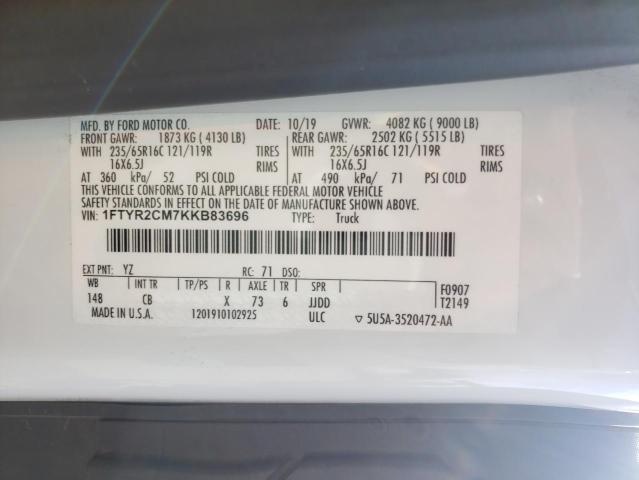 MFD. BY FORD MOTOR CO. DATE: 10/19 GVWR: 4082 KG ( 9000 LB)
FRONT GAWR: 1873 KG ( 4130 LB) REAR GAWR: 2502 KG ( 5515 LB)
WITH 235/65R16C 121/119R TIRES WITH 235/65R16C 121/119R TIRES
16X6.5J RIMS 16X6.5J RIMS
AT 360 kPa/ 52 PSI COLD AT 490 kPa/ 71 PSI COLD
THIS VEHICLE CONFORMS TO ALL APPLICABLE FEDERAL MOTOR VEHICLE
SAFETY STANDARDS IN EFFECT ON THE DATE OF MANUFACTURE SHOWN ABOVE.
VIN: 1FTYR2CM7KKB83696 TYPE: Truck
EXT PNT: YZ RC: 71 DSO:
WB INT TR TP/PS R AXLE TR SPR F0907
148 CB X 73 6 JJDD T2149
MADE IN U.S.A. 1201910102925 ULC ▽ 5U5A-3520472-AA